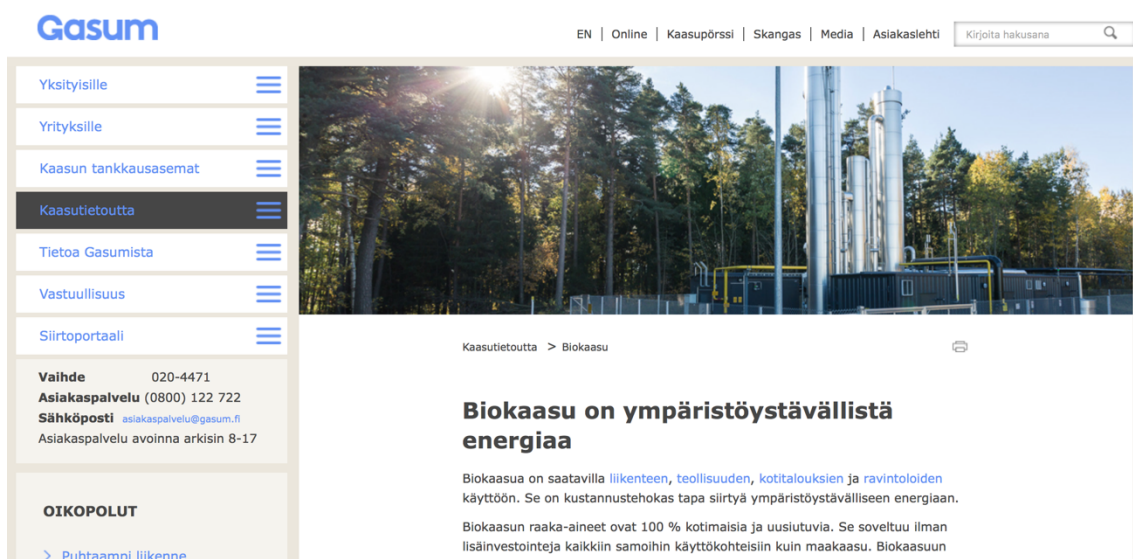 Gasum
EN | Online | Kaasupörssi | Skangas | Media | Asiakaslehti
Kirjoita hakusana
Yksityisille
Yrityksille
Kaasun tankkausasemat
Kaasutietoutta
Tietoa Gasumista
Vastuullisuus
Siirtoportaali
Vaihde 020-4471
Asiakaspalvelu (0800) 122 722
Sähköposti asiakaspalvelu@gasum.fi
Asiakaspalvelu avoinna arkisin 8-17
OIKOPOLUT
> Puhtaampi liikenne
Kaasutietoutta > Biokaasu
Biokaasu on ympäristöystävällistä
energiaa
Biokaasua on saatavilla liikenteen, teollisuuden, kotitalouksien ja ravintoloiden
käyttöön. Se on kustannustehokas tapa siirtyä ympäristöystävälliseen energiaan.
Biokaasun raaka-aineet ovat 100 % kotimaisia ja uusiutuvia. Se soveltuu ilman
lisäinvestointeja kaikkiin samoihin käyttökohteisiin kuin maakaasu. Biokaasuun